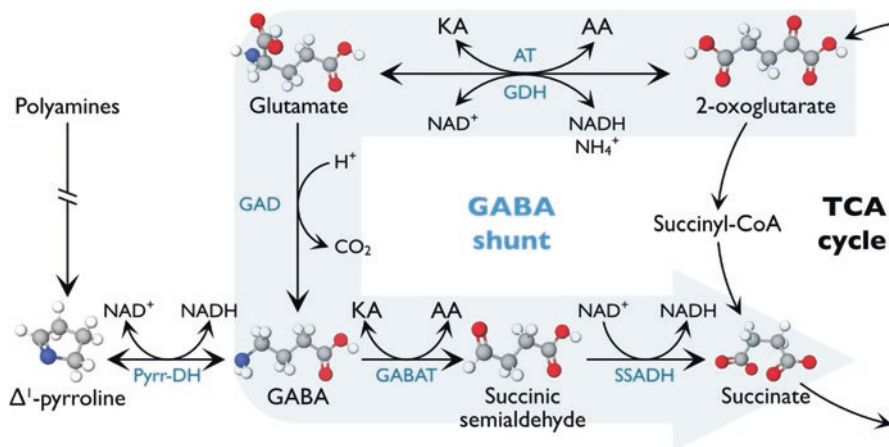 KA
AA
AT
GDH
Glutamate
2-oxoglutarate
NAD⁺
NADH
NH₄⁺
Polyamines
H⁺
GAD
CO₂
GABA
shunt
Succinyl-CoA
TCA
cycle
NAD⁺
NADH
KA
AA
NAD⁺
NADH
Pyrr-DH
GABAT
SSADH
Δ¹-pyrroline
GABA
Succinic
semialdehyde
Succinate